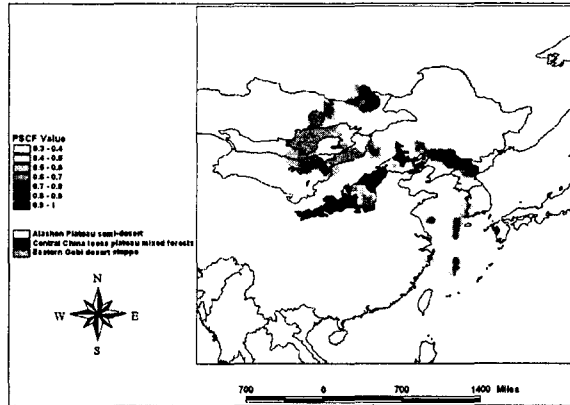 PSCF Value
0.3 - 0.4
0.4 - 0.5
0.5 - 0.6
0.6 - 0.7
0.7 - 0.8
0.8 - 0.9
0.9 - 1
Alashan Plateau semi-desert
Central China loess plateau mixed forests
Eastern Gobi desert steppe
N
W E
S
700 0 700 1400 Miles